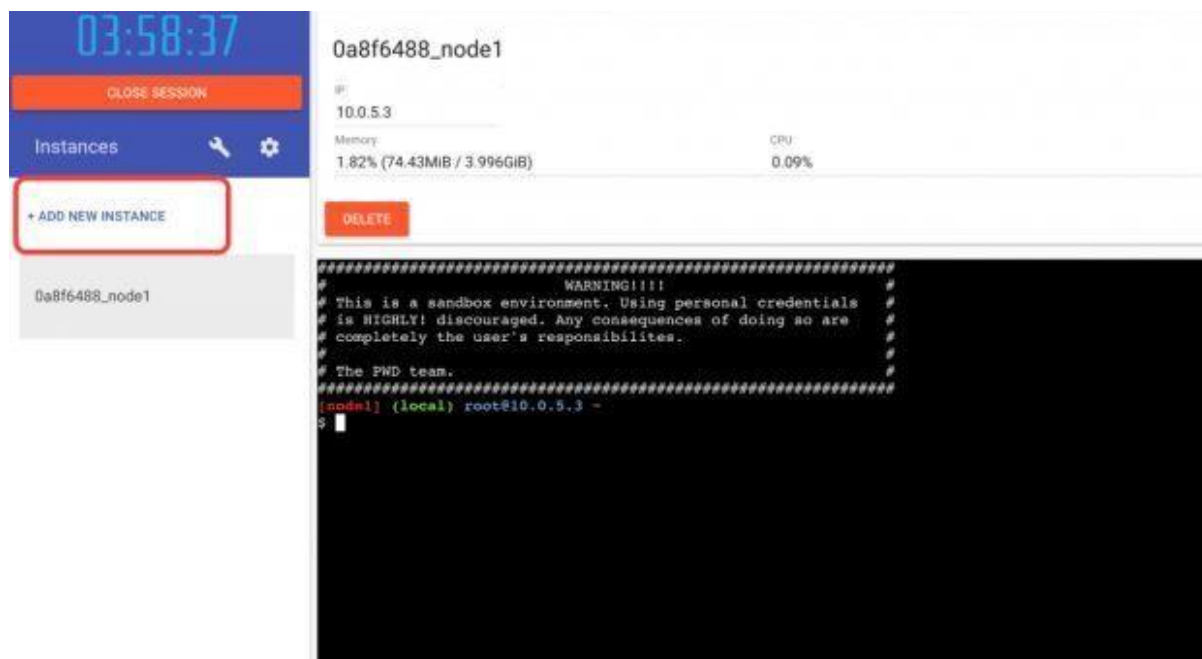 03:58:37
CLOSE SESSION
Instances
+ ADD NEW INSTANCE
0a8f6488_node1
0a8f6488_node1
IP
10.0.5.3
Memory
1.82% (74.43MiB / 3.996GiB)
CPU
0.09%
DELETE
###############################################################
# WARNING!!!! #
# This is a sandbox environment. Using personal credentials #
# is HIGHLY! discouraged. Any consequences of doing so are #
# completely the user's responsibilites. #
# #
# The PWD team. #
###############################################################
[node1] (local) root@10.0.5.3 ~
$